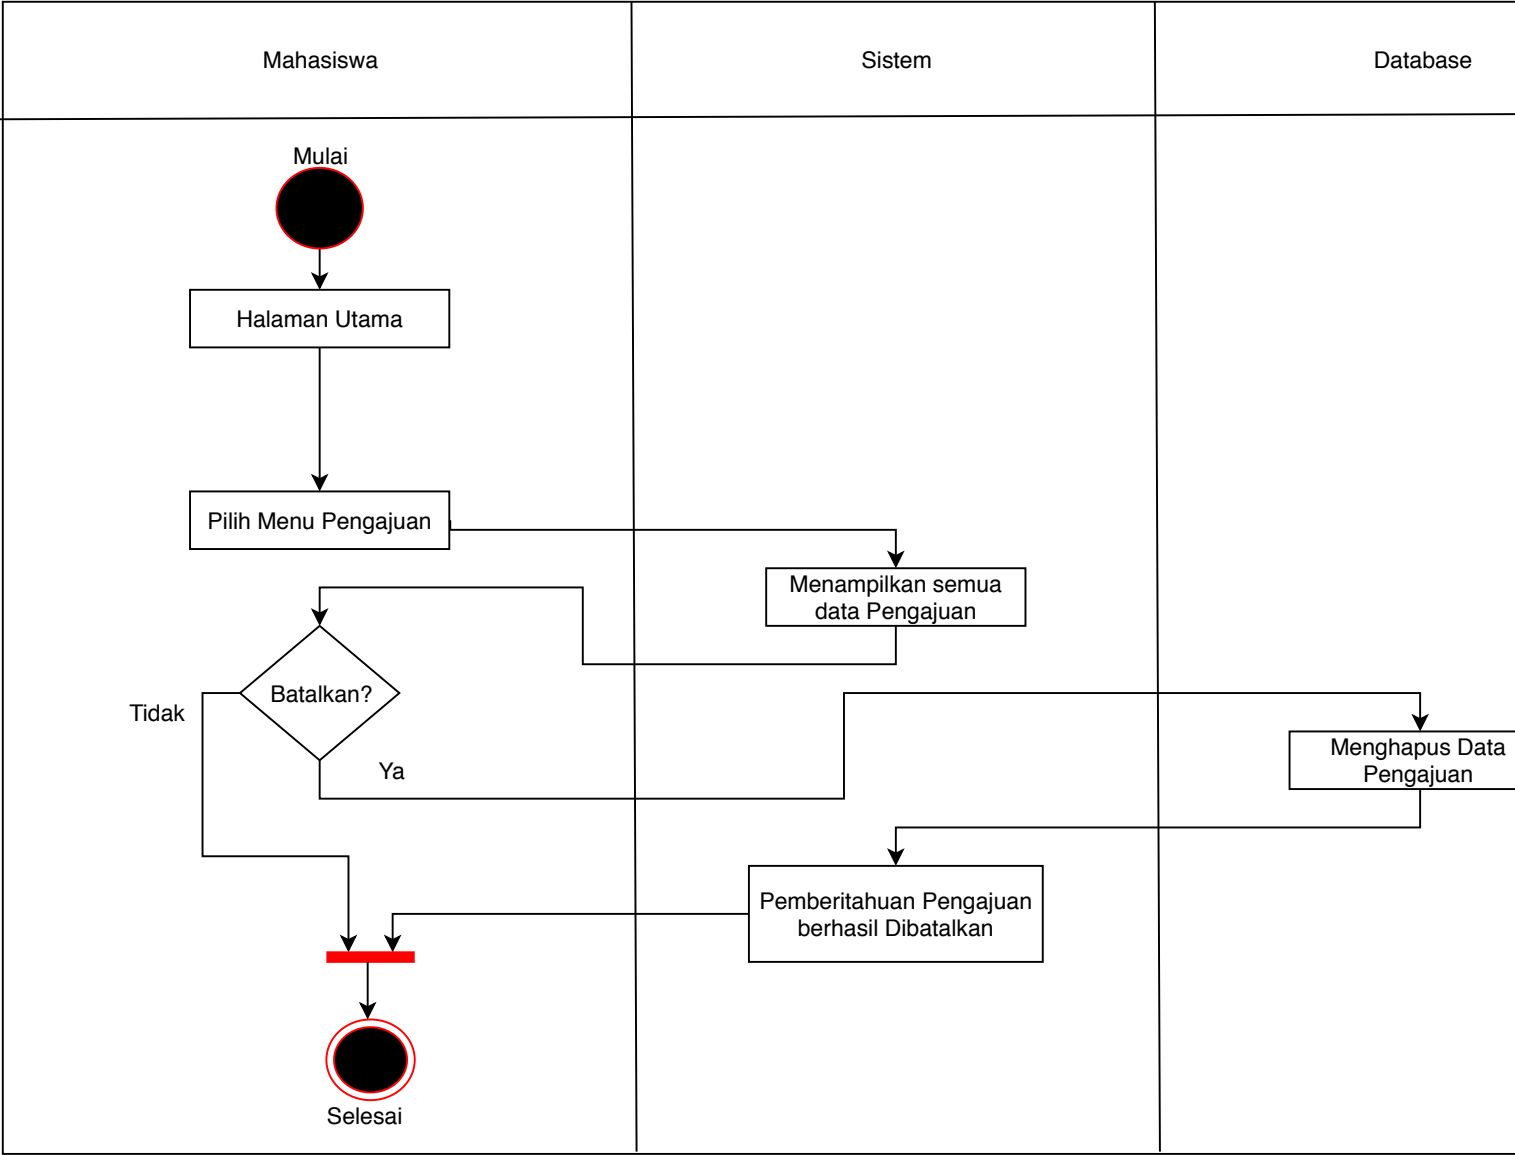 Mahasiswa
Sistem
Database
Mulai
Halaman Utama
Pilih Menu Pengajuan
Menampilkan semua
data Pengajuan
Batalkan?
Tidak
Ya
Menghapus Data
Pengajuan
Pemberitahuan Pengajuan
berhasil Dibatalkan
Selesai